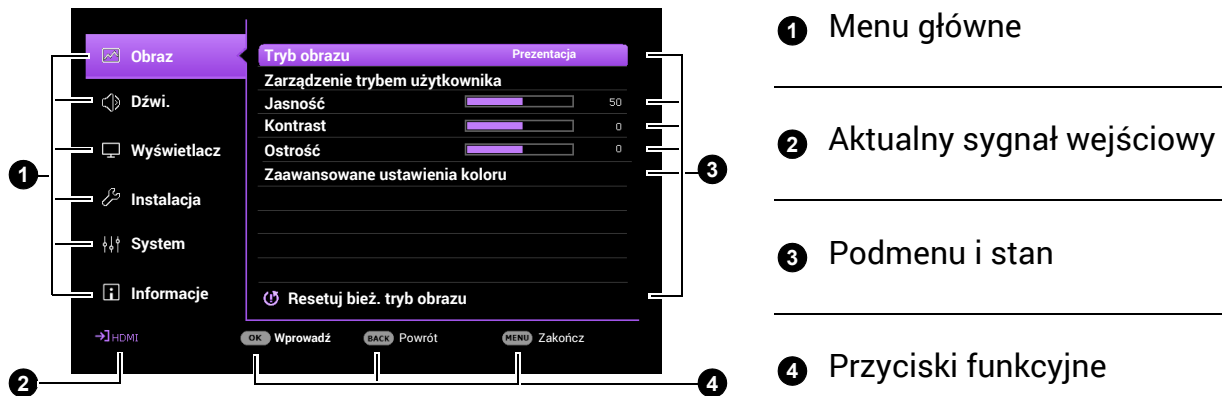 Obraz
Dźwi.
Wyświetlacz
Instalacja
System
Informacje
Tryb obrazu Prezentacja
Zarządzenie trybem użytkownika
Jasność 50
Kontrast 0
Ostrość 0
Zaawansowane ustawienia koloru
Resetuj bież. tryb obrazu
HDMI
OK Wprowadź BACK Powrót MENU Zakończ
1
2
3
4
1 Menu główne
2 Aktualny sygnał wejściowy
3 Podmenu i stan
4 Przyciski funkcyjne